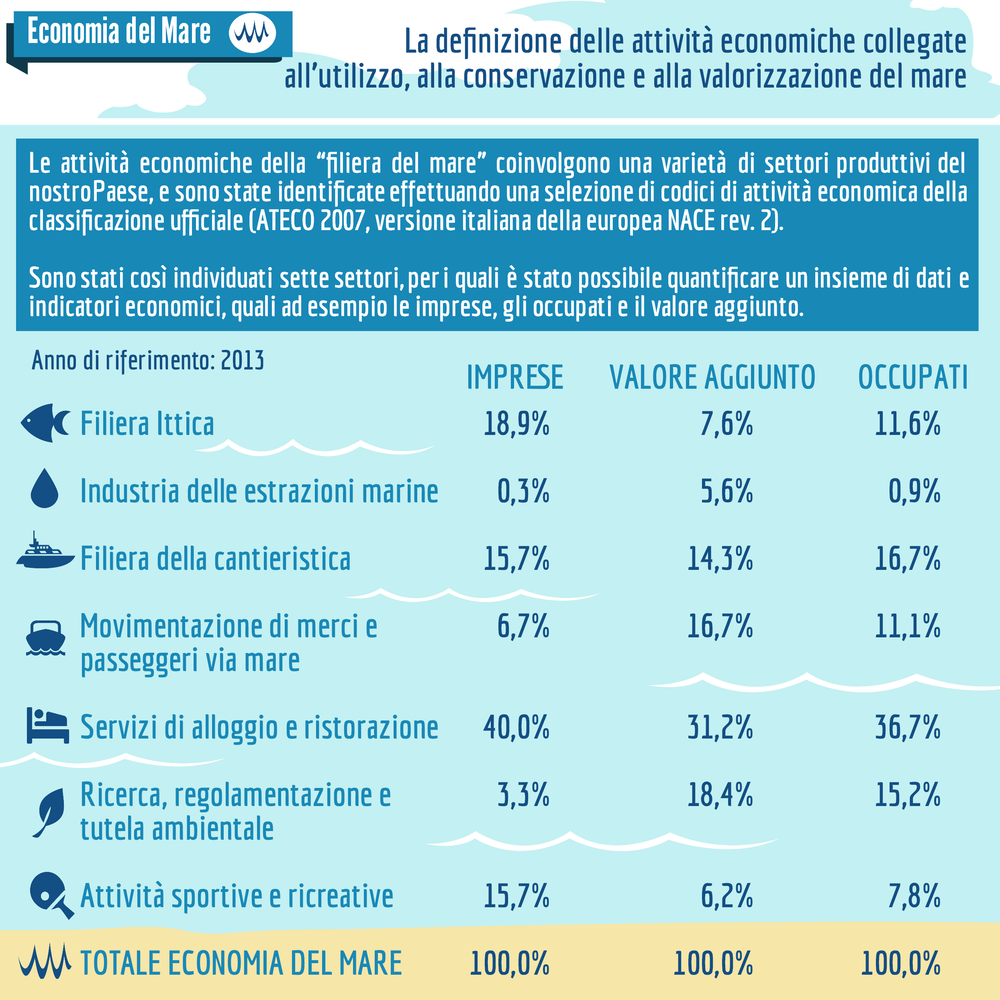 Economia del Mare
La definizione delle attività economiche collegate
all’utilizzo, alla conservazione e alla valorizzazione del mare
Le attività economiche della “filiera del mare” coinvolgono una varietà di settori produttivi del
nostro Paese, e sono state identificate effettuando una selezione di codici di attività economica della
classificazione ufficiale (ATECO 2007, versione italiana della europea NACE rev. 2).
Sono stati così individuati sette settori, per i quali è stato possibile quantificare un insieme di dati e
indicatori economici, quali ad esempio le imprese, gli occupati e il valore aggiunto.
Anno di riferimento: 2013
IMPRESE VALORE AGGIUNTO OCCUPATI
Filiera Ittica 18,9% 7,6% 11,6%
Industria delle estrazioni marine 0,3% 5,6% 0,9%
Filiera della cantieristica 15,7% 14,3% 16,7%
Movimentazione di merci e 6,7% 16,7% 11,1%
passeggeri via mare
Servizi di alloggio e ristorazione 40,0% 31,2% 36,7%
Ricerca, regolamentazione e 3,3% 18,4% 15,2%
tutela ambientale
Attività sportive e ricreative 15,7% 6,2% 7,8%
TOTALE ECONOMIA DEL MARE 100,0% 100,0% 100,0%